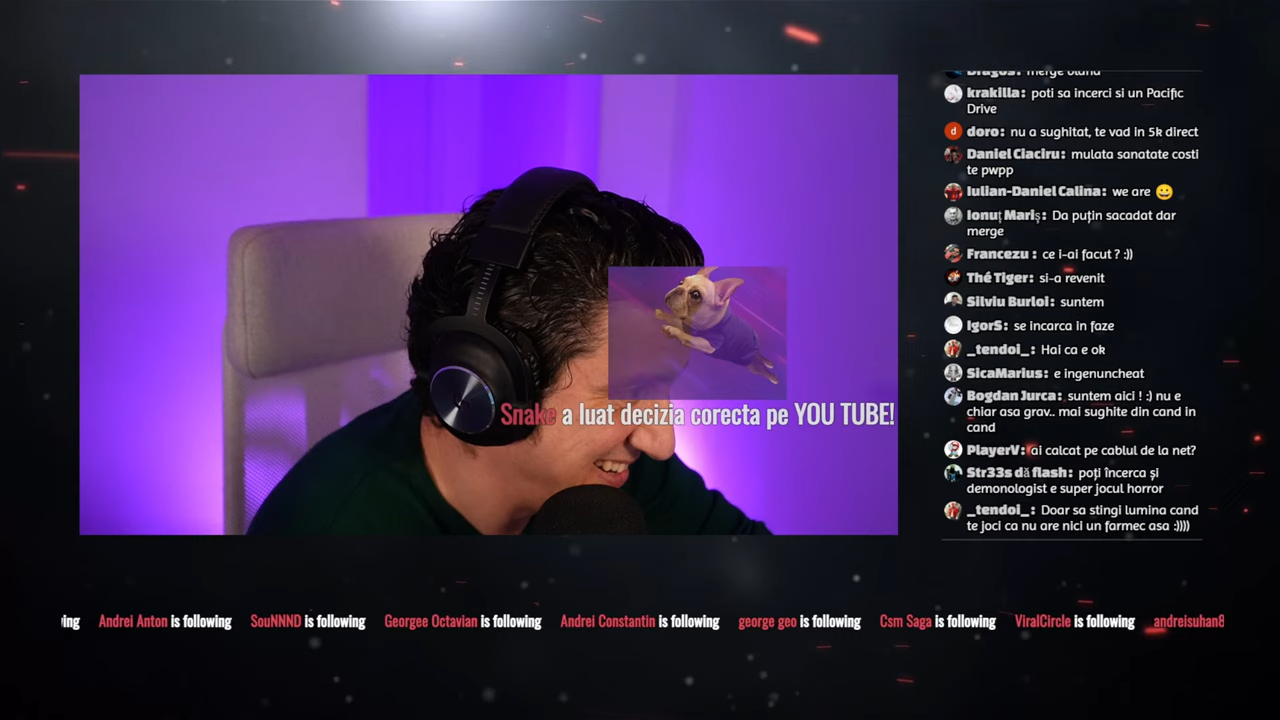 Snake a luat decizia corecta pe YOU TUBE!
Dragos: merge buna
krakilla: poti sa incerci si un Pacific
Drive
d
doro: nu a sughitat, te vad in 5k direct
Daniel Ciaciru: mulata sanatate costi
te pwpp
Iulian-Daniel Calina: we are 😀
Ionuț Mariș: Da puțin sacadat dar
merge
Francezu : ce i-ai facut ? :))
Thé Tiger: si-a revenit
Silviu Burloi: suntem
IgorS: se incarca in faze
_tendoi_: Hai ca e ok
SicaMarius: e ingenuncheat
Bogdan Jurca: suntem aici ! :) nu e
chiar asa grav.. mai sughite din cand in
cand
PlayerV: ai calcat pe cablul de la net?
Str33s dă flash: poți încerca și
demonologist e super jocul horror
_tendoi_: Doar sa stingi lumina cand
te joci ca nu are nici un farmec asa :))))
ing Andrei Anton is following SouNNND is following Georgee Octavian is following Andrei Constantin is following george geo is following Csm Saga is following ViralCircle is following andreisuhan8